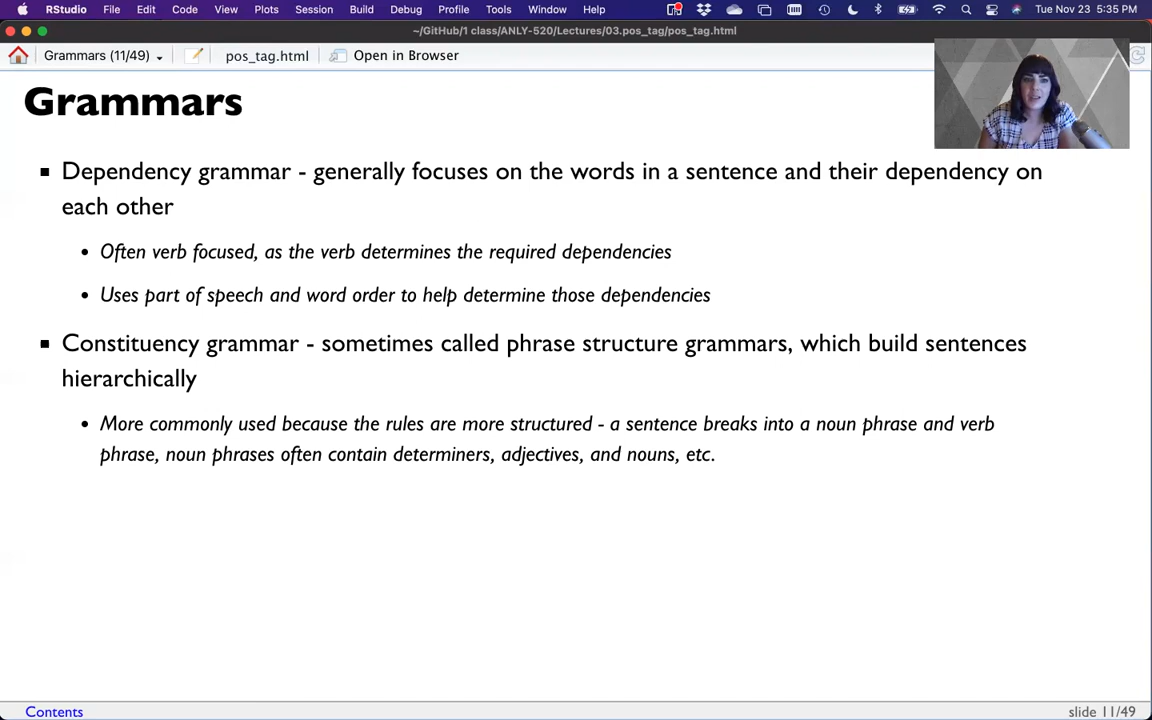 RStudio File Edit Code View Plots Session Build Debug Profile Tools Window Help Tue Nov 23 5:35 PM
~/GitHub/1 class/ANLY-520/Lectures/03.pos_tag/pos_tag.html
Grammars (11/49) pos_tag.html Open in Browser
Grammars
Dependency grammar - generally focuses on the words in a sentence and their dependency on
each other
Often verb focused, as the verb determines the required dependencies
Uses part of speech and word order to help determine those dependencies
Constituency grammar - sometimes called phrase structure grammars, which build sentences
hierarchically
More commonly used because the rules are more structured - a sentence breaks into a noun phrase and verb
phrase, noun phrases often contain determiners, adjectives, and nouns, etc.
Contents slide 11/49